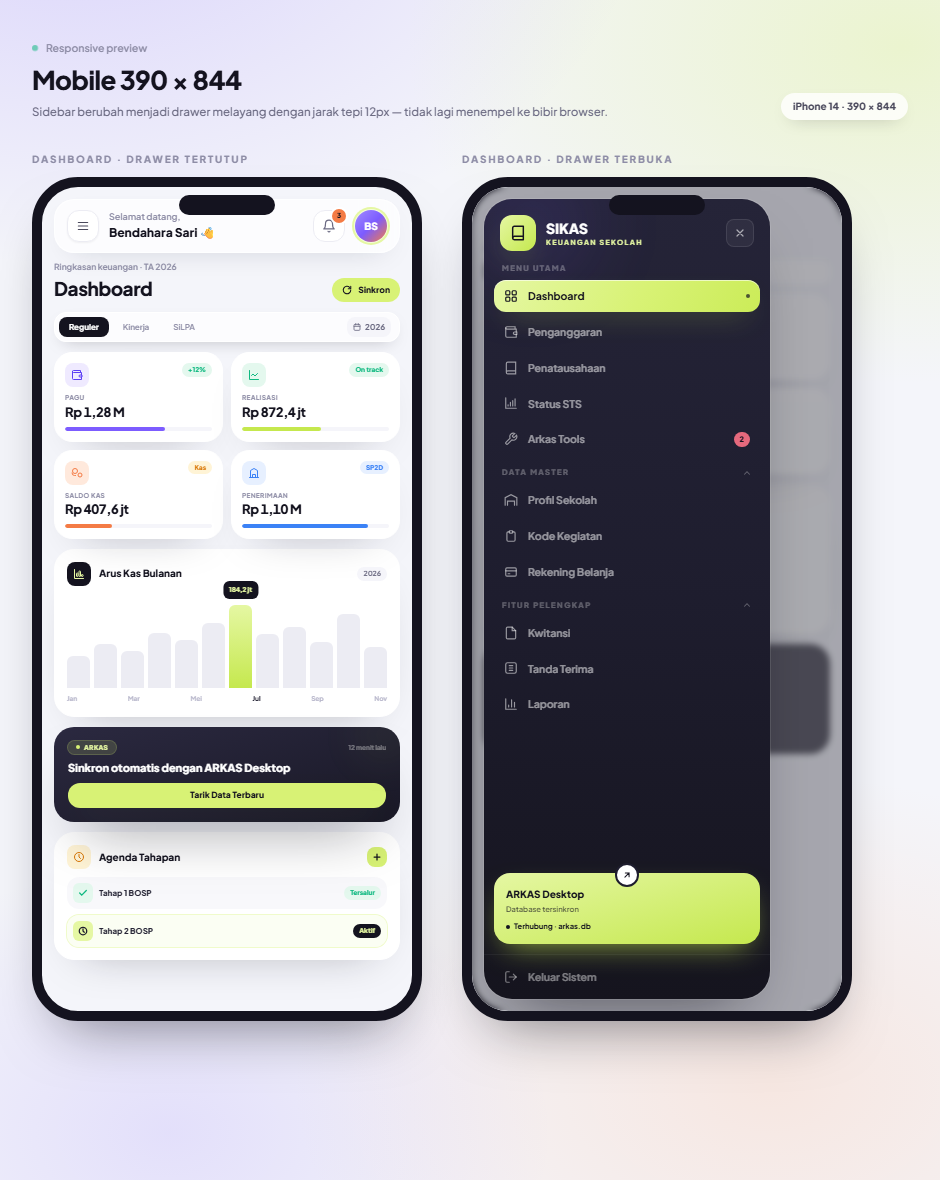 Responsive preview
Mobile 390 × 844
Sidebar berubah menjadi drawer melayang dengan jarak tepi 12px — tidak lagi menempel ke bibir browser.
iPhone 14 · 390 × 844
DASHBOARD · DRAWER TERTUTUP
Selamat datang,
Bendahara Sari 👋
3
BS
Ringkasan keuangan · TA 2026
Dashboard
Sinkron
Reguler
Kinerja
SiLPA
2026
+12%
PAGU
Rp 1,28 M
On track
REALISASI
Rp 872,4 jt
Kas
SALDO KAS
Rp 407,6 jt
SP2D
PENERIMAAN
Rp 1,10 M
Arus Kas Bulanan
2026
184,2 jt
Jan Mar Mei Jul Sep Nov
ARKAS
12 menit lalu
Sinkron otomatis dengan ARKAS Desktop
Tarik Data Terbaru
Agenda Tahapan
Tahap 1 BOSP
Tersalur
Tahap 2 BOSP
Aktif
DASHBOARD · DRAWER TERBUKA
SIKAS
KEUANGAN SEKOLAH
MENU UTAMA
Dashboard
Penganggaran
Penatausahaan
Status STS
Arkas Tools
2
DATA MASTER
Profil Sekolah
Kode Kegiatan
Rekening Belanja
FITUR PELENGKAP
Kwitansi
Tanda Terima
Laporan
ARKAS Desktop
Database tersinkron
Terhubung · arkas.db
Keluar Sistem